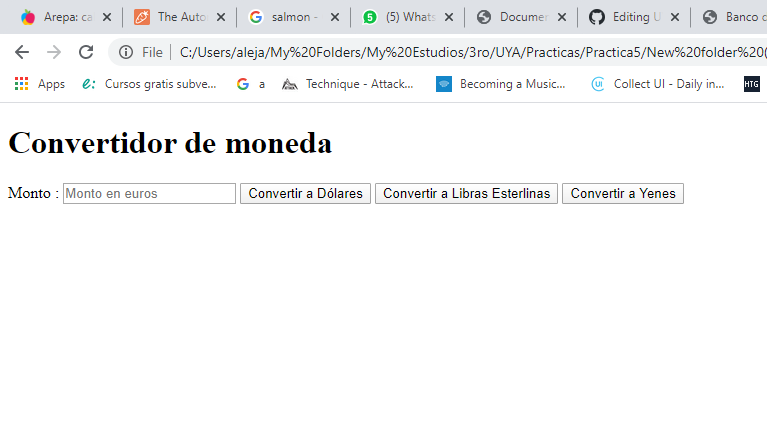 Arepa: ca
The Auto
salmon -
(5) Whats
Documen
Editing U
Banco d
File
C:/Users/aleja/My%20Folders/My%20Estudios/3ro/UYA/Practicas/Practica5/New%20folder%20(
Apps
Cursos gratis subve...
a
Technique - Attack...
Becoming a Music...
Collect UI - Daily in...
HTG
Convertidor de moneda
Monto : Monto en euros Convertir a Dólares Convertir a Libras Esterlinas Convertir a Yenes